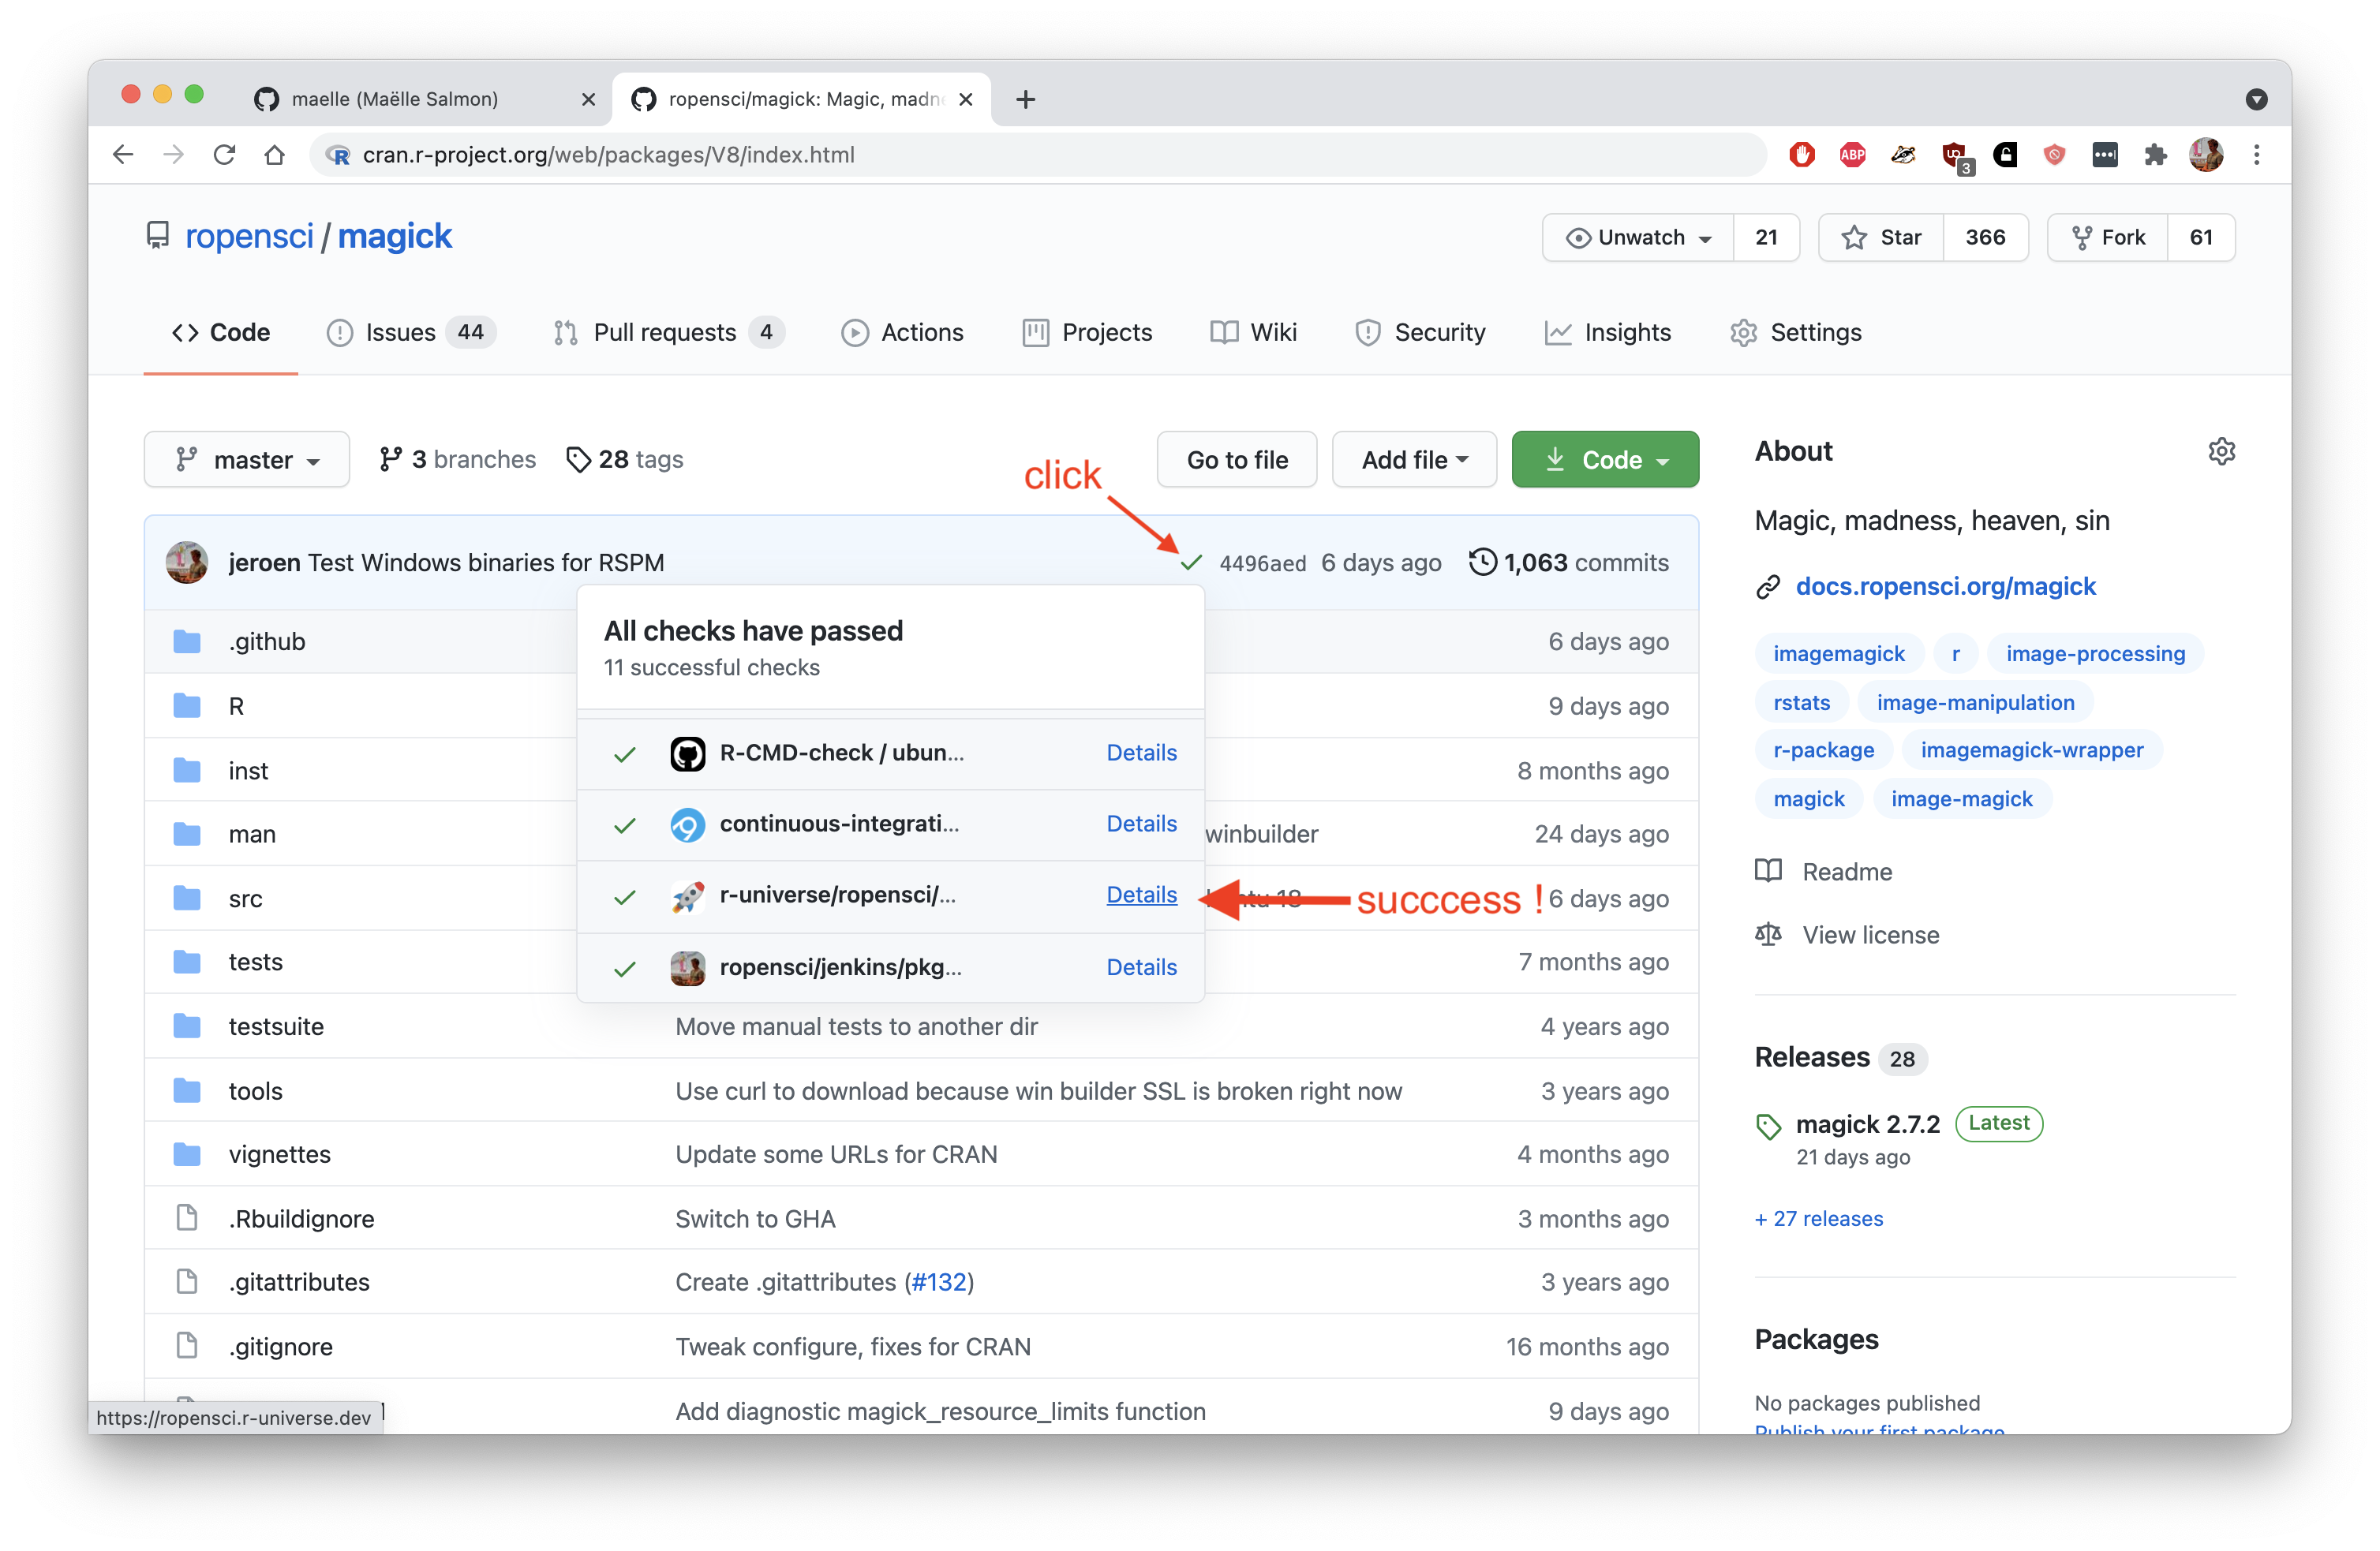 maelle (Maëlle Salmon)
ropensci/magick: Magic, madn
cran.r-project.org/web/packages/V8/index.html
ABP
3
ropensci / magick
Unwatch 21
Star 366
Fork 61
Code
Issues 44
Pull requests 4
Actions
Projects
Wiki
Security
Insights
Settings
master
3 branches
28 tags
click
Go to file
Add file
Code
jeroen Test Windows binaries for RSPM
4496aed 6 days ago
1,063 commits
All checks have passed
11 successful checks
R-CMD-check / ubun... Details
continuous-integrati... Details
r-universe/ropensci/... Details
succcess !
ropensci/jenkins/pkg... Details
.github 6 days ago
R 9 days ago
inst 8 months ago
man winbuilder 24 days ago
src 18 6 days ago
tests 7 months ago
testsuite Move manual tests to another dir 4 years ago
tools Use curl to download because win builder SSL is broken right now 3 years ago
vignettes Update some URLs for CRAN 4 months ago
.Rbuildignore Switch to GHA 3 months ago
.gitattributes Create .gitattributes (#132) 3 years ago
.gitignore Tweak configure, fixes for CRAN 16 months ago
Add diagnostic magick_resource_limits function 9 days ago
https://ropensci.r-universe.dev
About
Magic, madness, heaven, sin
docs.ropensci.org/magick
imagemagick r image-processing
rstats image-manipulation
r-package imagemagick-wrapper
magick image-magick
Readme
View license
Releases 28
magick 2.7.2 Latest
21 days ago
+ 27 releases
Packages
No packages published
Publish your first package